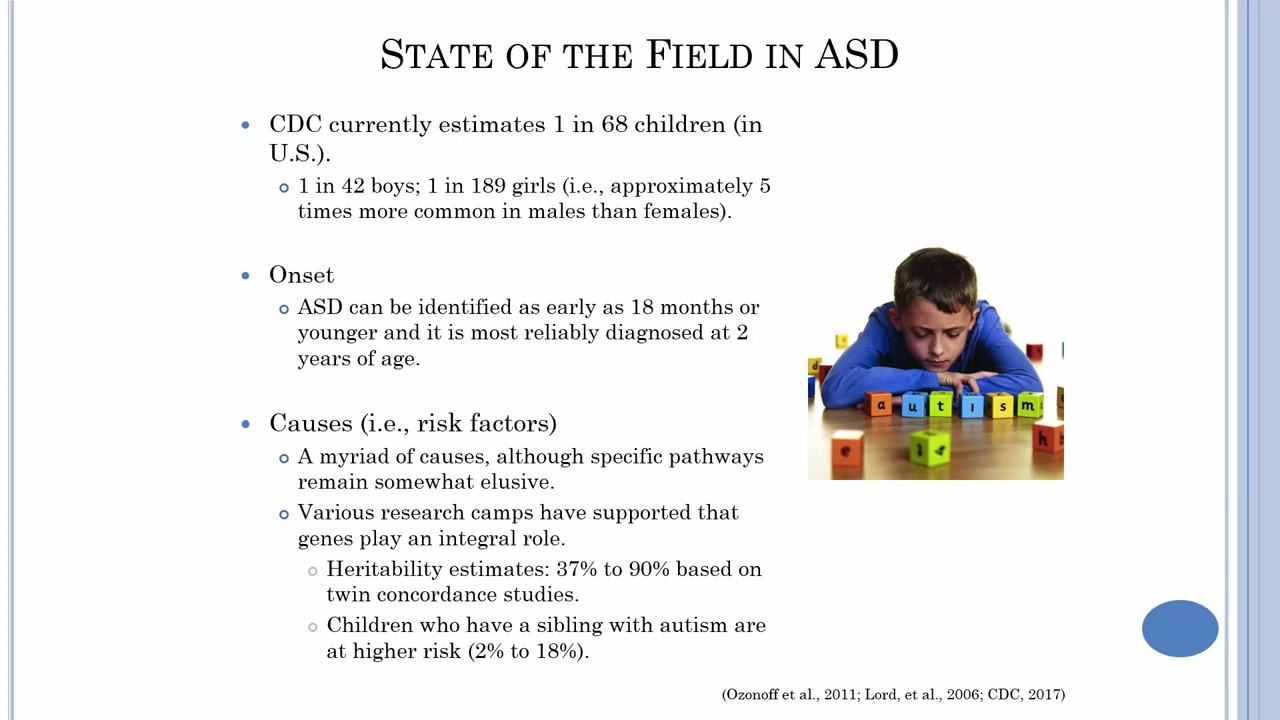 State of the Field in ASD
CDC currently estimates 1 in 68 children (in
U.S.).
1 in 42 boys; 1 in 189 girls (i.e., approximately 5
times more common in males than females).
Onset
ASD can be identified as early as 18 months or
younger and it is most reliably diagnosed at 2
years of age.
Causes (i.e., risk factors)
A myriad of causes, although specific pathways
remain somewhat elusive.
Various research camps have supported that
genes play an integral role.
Heritability estimates: 37% to 90% based on
twin concordance studies.
Children who have a sibling with autism are
at higher risk (2% to 18%).
d
a u t i s m
e h
(Ozonoff et al., 2011; Lord, et al., 2006; CDC, 2017)